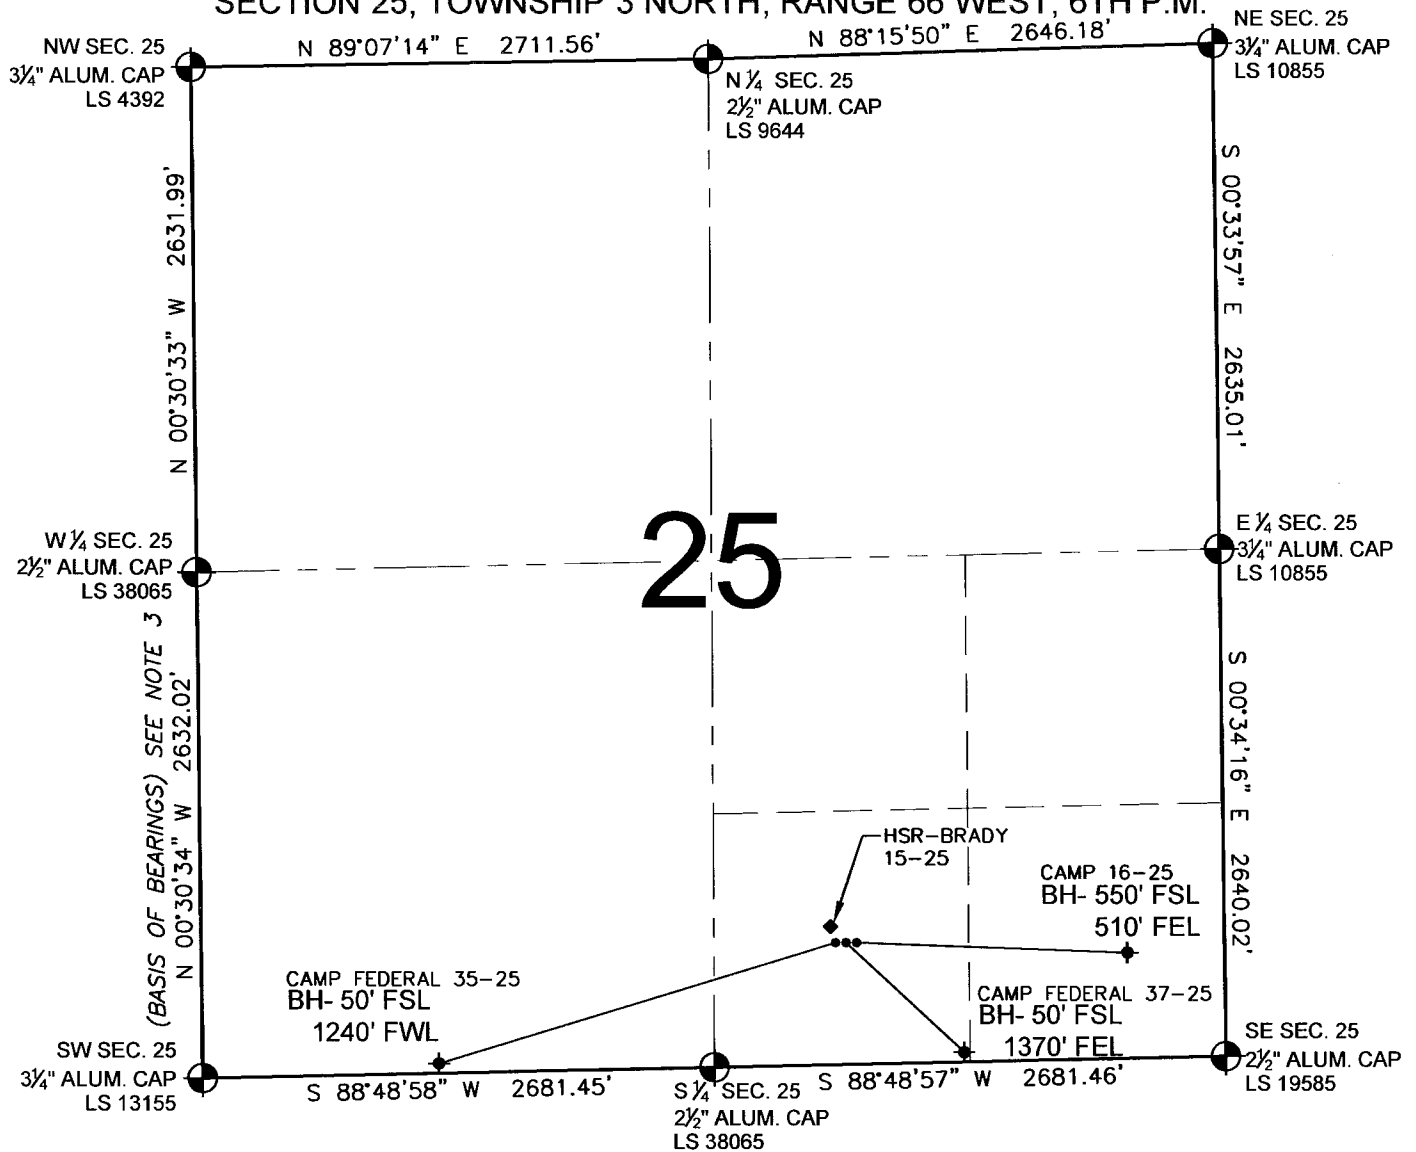 SECTION 25, TOWNSHIP 3 NORTH, RANGE 66 WEST, 6TH P.M.
NW SEC. 25
3¼" ALUM. CAP
LS 4392
N 89°07'14" E 2711.56'
N 88°15'50" E 2646.18'
NE SEC. 25
3¼" ALUM. CAP
LS 10855
N ¼ SEC. 25
2½" ALUM. CAP
LS 9644
N 00°30'33" W 2631.99'
S 00°33'57" E 2635.01'
25
W ¼ SEC. 25
2½" ALUM. CAP
LS 38065
E ¼ SEC. 25
3¼" ALUM. CAP
LS 10855
(BASIS OF BEARINGS) SEE NOTE 3
N 00°30'34" W 2632.02'
S 00°34'16" E 2640.02'
HSR-BRADY
15-25
CAMP 16-25
BH- 550' FSL
510' FEL
CAMP FEDERAL 35-25
BH- 50' FSL
1240' FWL
CAMP FEDERAL 37-25
BH- 50' FSL
1370' FEL
SW SEC. 25
3¼" ALUM. CAP
LS 13155
S 88°48'58" W 2681.45'
S ¼ SEC. 25
2½" ALUM. CAP
LS 38065
S 88°48'57" W 2681.46'
SE SEC. 25
2½" ALUM. CAP
LS 19585